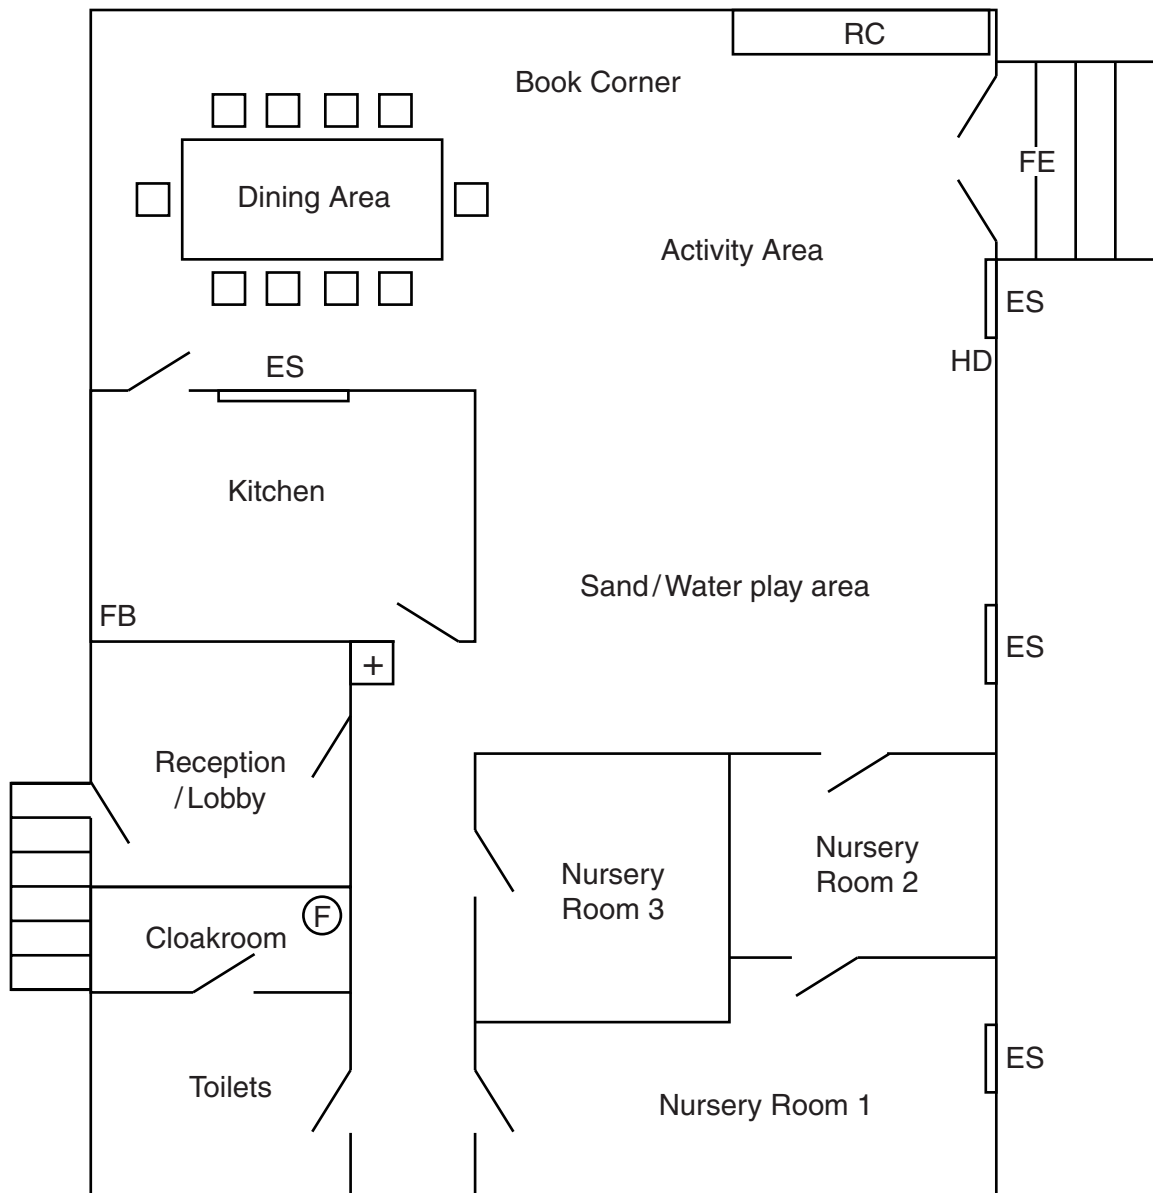 RC
Book Corner
FE
Dining Area
Activity Area
ES
HD
ES
Kitchen
Sand/Water play area
FB
ES
+
Reception
/Lobby
Nursery
Room 2
Nursery
Room 3
F
Cloakroom
ES
Toilets
Nursery Room 1